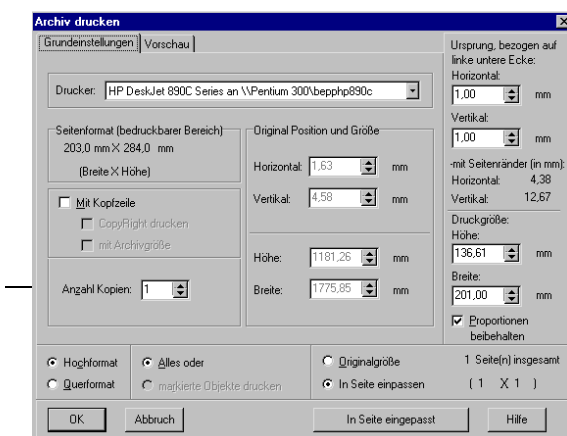 Archiv drucken
Grundeinstellungen
Vorschau
Drucker: HP DeskJet 890C Series an \\Pentium 300\bepphp890c
Seitenformat (bedruckbarer Bereich)
203,0 mm X 284,0 mm
(Breite X Höhe)
Mit Kopfzeile
CopyRight drucken
mit Archivgröße
Anzahl Kopien: 1
Original Position und Größe
Horizontal: 1,63 mm
Vertikal: 4,58 mm
Höhe: 1181,26 mm
Breite: 1775,85 mm
Ursprung, bezogen auf
linke untere Ecke:
Horizontal:
1,00 mm
Vertikal:
1,00 mm
-mit Seitenränder (in mm):
Horizontal: 4,38
Vertikal: 12,67
Druckgröße:
Höhe:
136,61 mm
Breite:
201,00 mm
Proportionen
beibehalten
Hochformat
Querformat
Alles oder
markierte Objekte drucken
Originalgröße
In Seite einpassen
1 Seite(n) insgesamt
( 1 X 1 )
OK
Abbruch
In Seite eingepasst
Hilfe